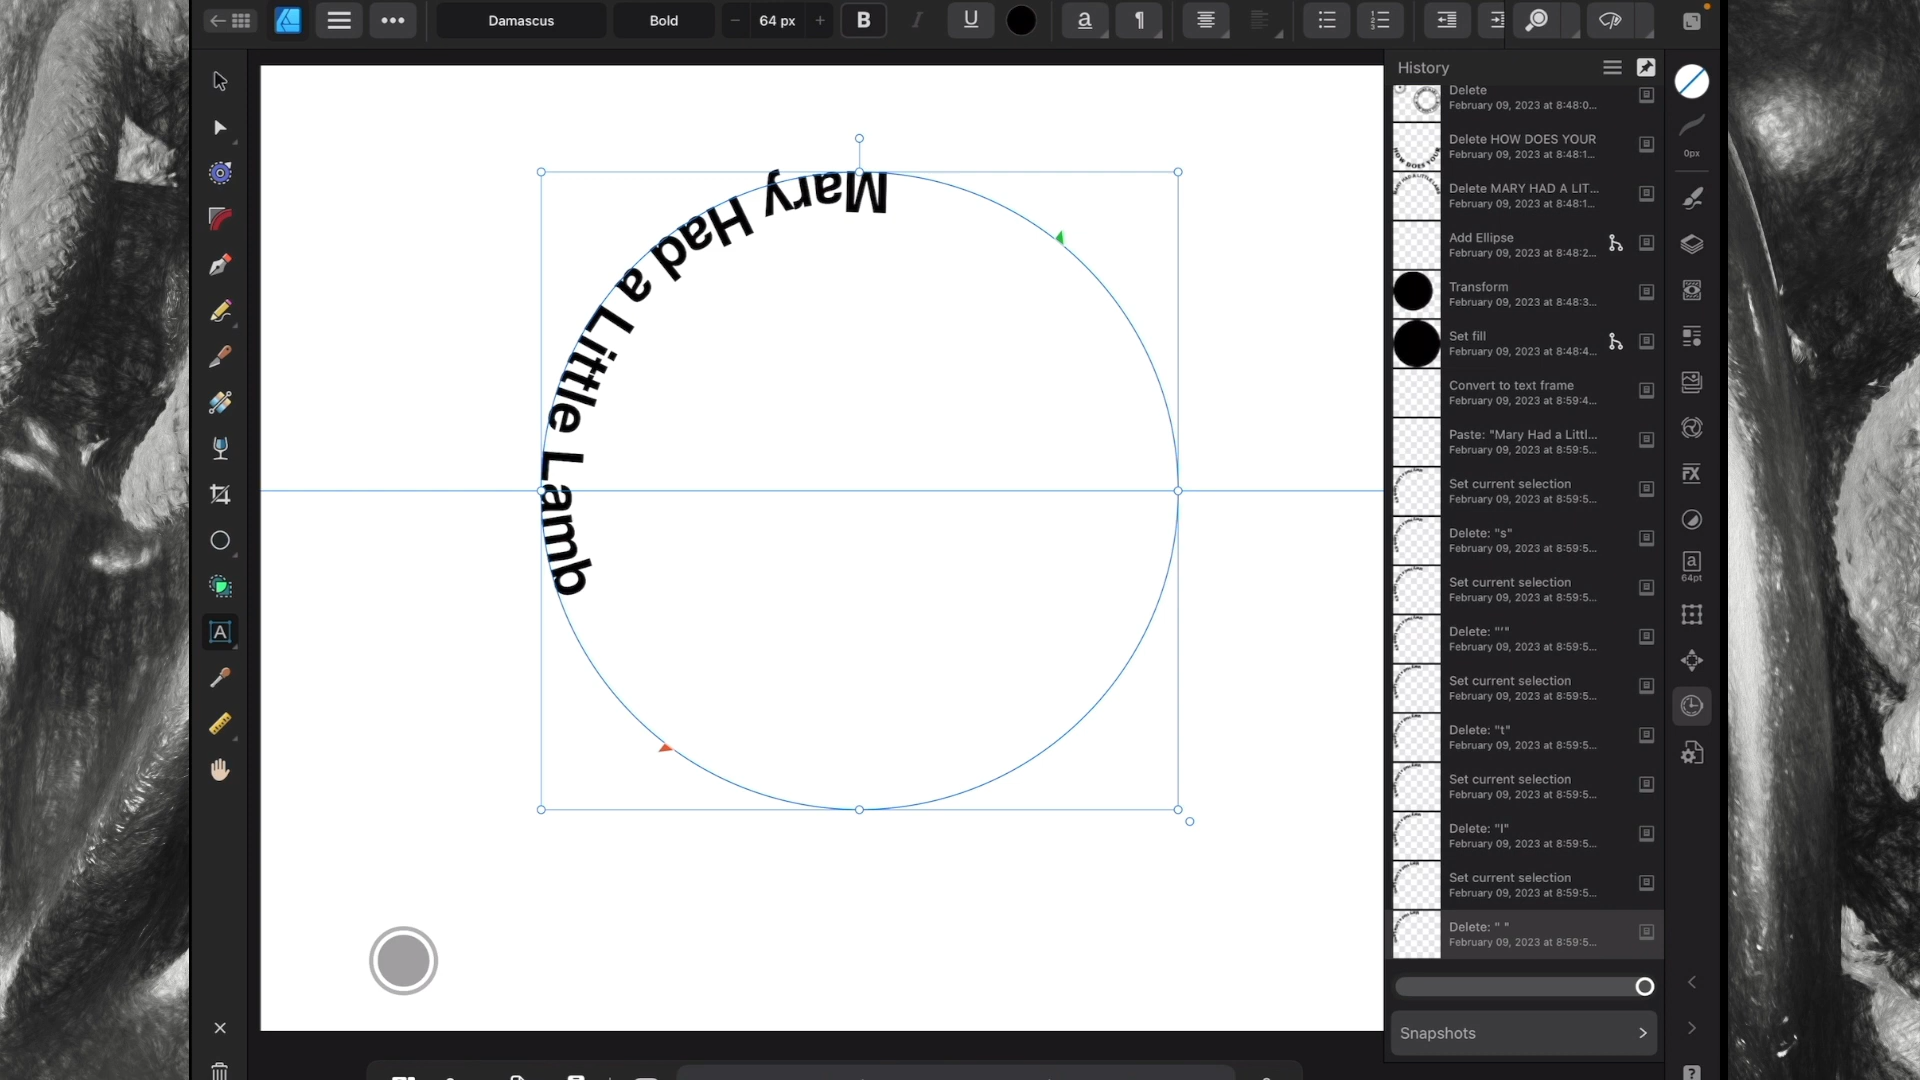 Damascus Bold 64 px B I U a ¶
History
Delete
February 09, 2023 at 8:48:0...
Delete HOW DOES YOUR
February 09, 2023 at 8:48:1...
Delete MARY HAD A LIT...
February 09, 2023 at 8:48:1...
Add Ellipse
February 09, 2023 at 8:48:2...
Transform
February 09, 2023 at 8:48:3...
Set fill
February 09, 2023 at 8:48:4...
Convert to text frame
February 09, 2023 at 8:59:4...
Paste: "Mary Had a Littl...
February 09, 2023 at 8:59:5...
Set current selection
February 09, 2023 at 8:59:5...
Delete: "s"
February 09, 2023 at 8:59:5...
Set current selection
February 09, 2023 at 8:59:5...
Delete: "'"
February 09, 2023 at 8:59:5...
Set current selection
February 09, 2023 at 8:59:5...
Delete: "t"
February 09, 2023 at 8:59:5...
Set current selection
February 09, 2023 at 8:59:5...
Delete: "l"
February 09, 2023 at 8:59:5...
Set current selection
February 09, 2023 at 8:59:5...
Delete: " "
February 09, 2023 at 8:59:5...
Snapshots
0px
FX
a
64pt
?
A
Mary Had a Little Lamb